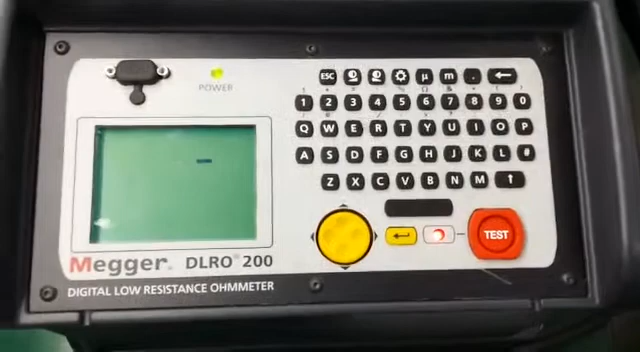 POWER
ESC µ m .
1 2 3 4 5 6 7 8 9 0
Q W E R T Y U I O P
A S D F G H J K L #
Z X C V B N M
TEST
Megger. DLRO® 200
DIGITAL LOW RESISTANCE OHMMETER